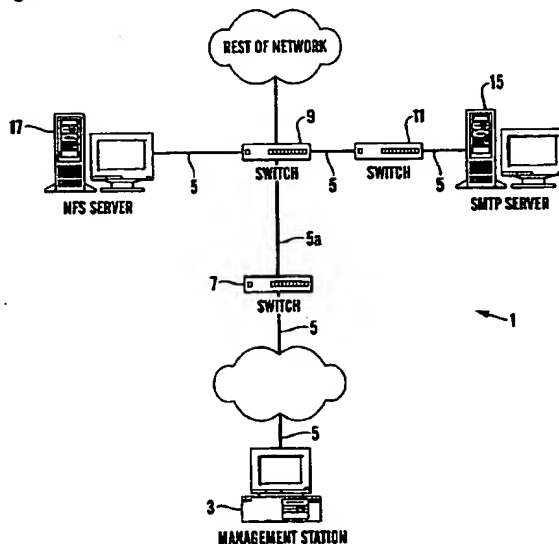 REST OF NETWORK
17
9
11
15
5
SWITCH
5
SWITCH
5
NFS SERVER
SMTP SERVER
5a
7
SWITCH
5
1
5
3
MANAGEMENT STATION